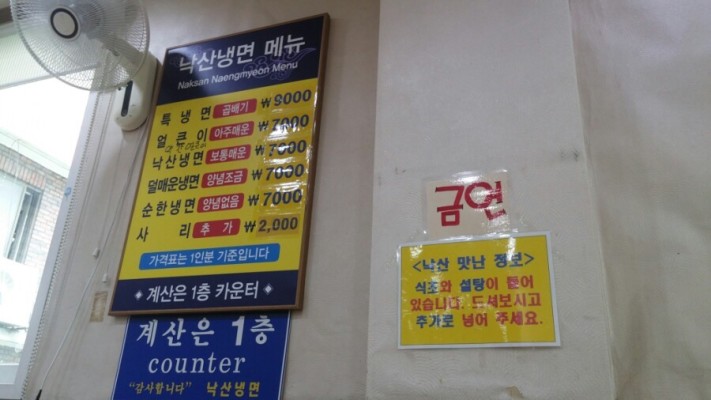 낙산냉면 메뉴
Naksan Naengmyeon Menu
특냉면 곱배기 ₩9000
얼큰이 아주매운 ₩7000
낙산냉면 보통매운 ₩7000
덜매운냉면 양념조금 ₩7000
순한냉면 양념없음 ₩7000
사리 추가 ₩2,000
가격표는 1인분 기준입니다
계산은 1층 카운터
계산은 1층
counter
"감사합니다" 낙산냉면
금연
<낙산 맛난 정보>
식초와 설탕이 들어
있습니다. 드셔보시고
추가로 넣어 주세요.